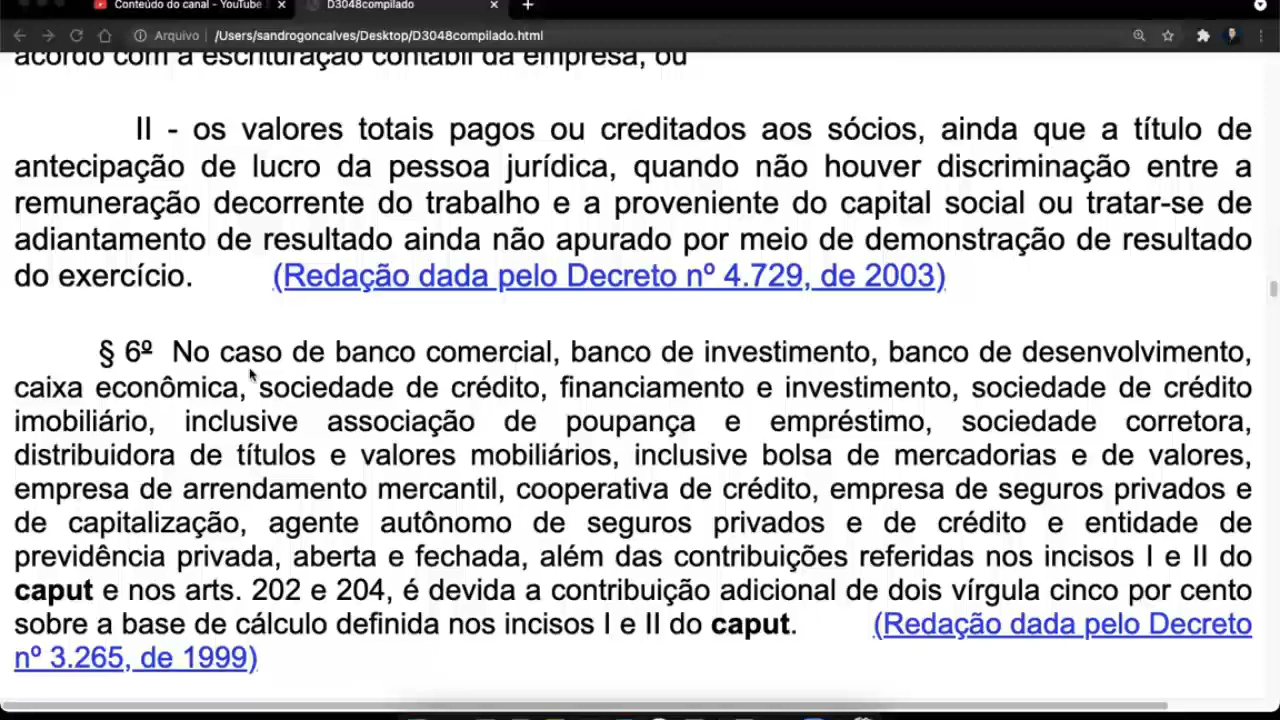 Conteúdo do canal - YouTube
D3048compilado
Arquivo | /Users/sandrogoncalves/Desktop/D3048compilado.html
acordo com a escrituração contábil da empresa; ou
II - os valores totais pagos ou creditados aos sócios, ainda que a título de
antecipação de lucro da pessoa jurídica, quando não houver discriminação entre a
remuneração decorrente do trabalho e a proveniente do capital social ou tratar-se de
adiantamento de resultado ainda não apurado por meio de demonstração de resultado
do exercício. (Redação dada pelo Decreto nº 4.729, de 2003)
§ 6º No caso de banco comercial, banco de investimento, banco de desenvolvimento,
caixa econômica, sociedade de crédito, financiamento e investimento, sociedade de crédito
imobiliário, inclusive associação de poupança e empréstimo, sociedade corretora,
distribuidora de títulos e valores mobiliários, inclusive bolsa de mercadorias e de valores,
empresa de arrendamento mercantil, cooperativa de crédito, empresa de seguros privados e
de capitalização, agente autônomo de seguros privados e de crédito e entidade de
previdência privada, aberta e fechada, além das contribuições referidas nos incisos I e II do
caput e nos arts. 202 e 204, é devida a contribuição adicional de dois vírgula cinco por cento
sobre a base de cálculo definida nos incisos I e II do caput. (Redação dada pelo Decreto
nº 3.265, de 1999)